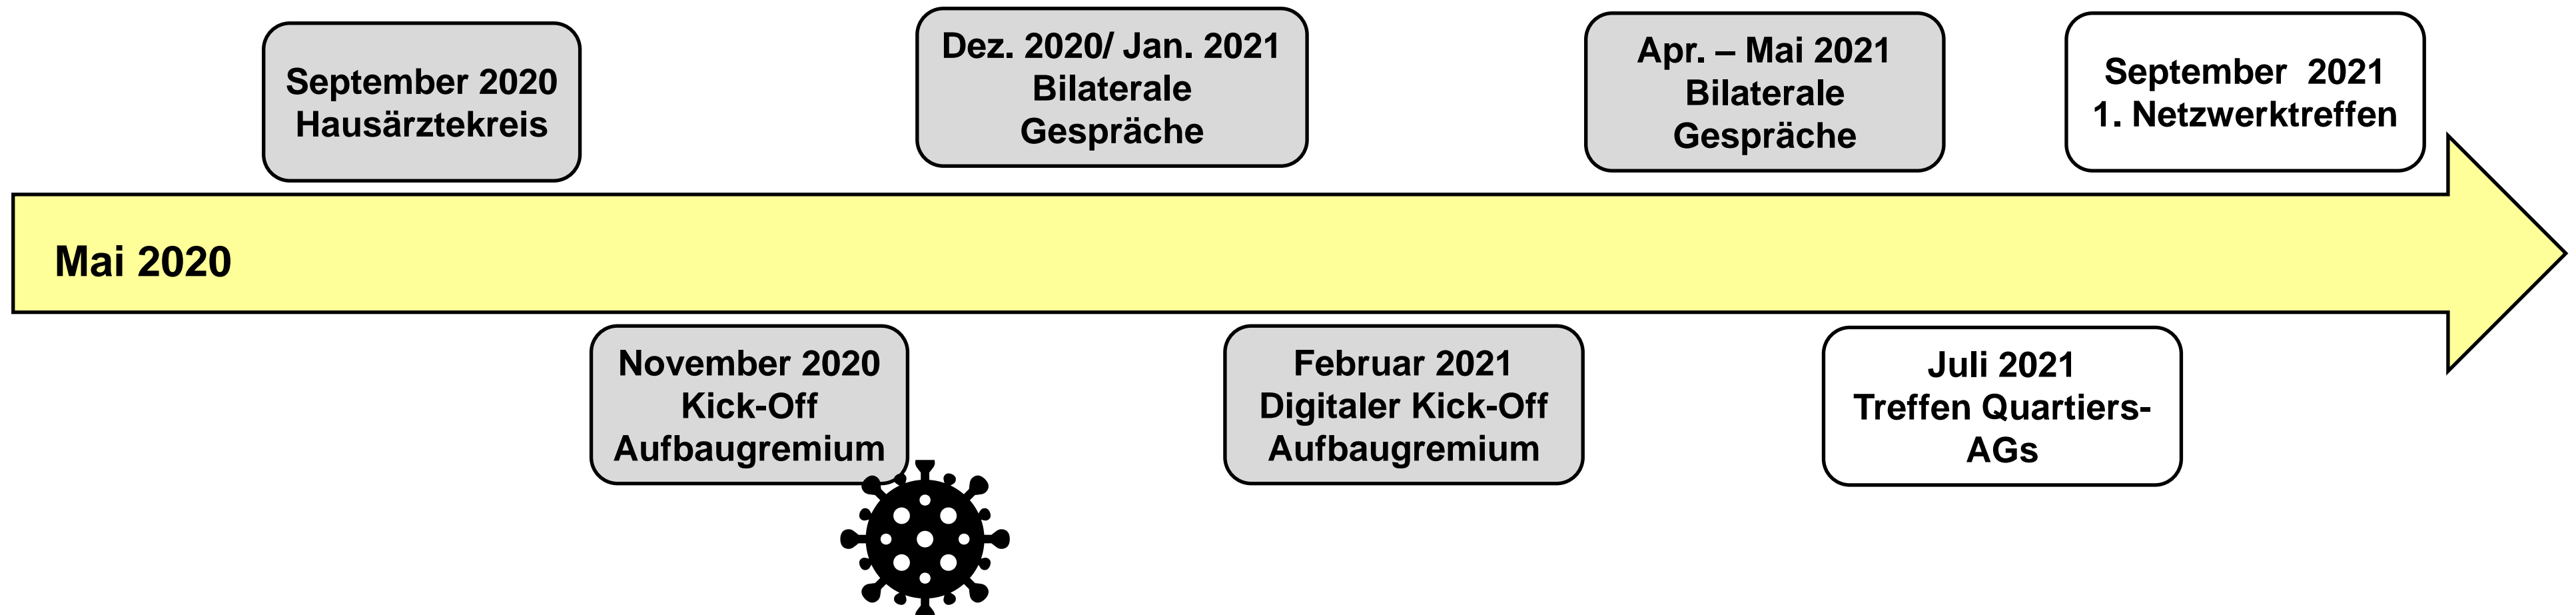 September 2020
Hausärztekreis
Dez. 2020/ Jan. 2021
Bilaterale
Gespräche
Apr. – Mai 2021
Bilaterale
Gespräche
September 2021
1. Netzwerktreffen
Mai 2020
November 2020
Kick-Off
Aufbaugremium
Februar 2021
Digitaler Kick-Off
Aufbaugremium
Juli 2021
Treffen Quartiers-
AGs